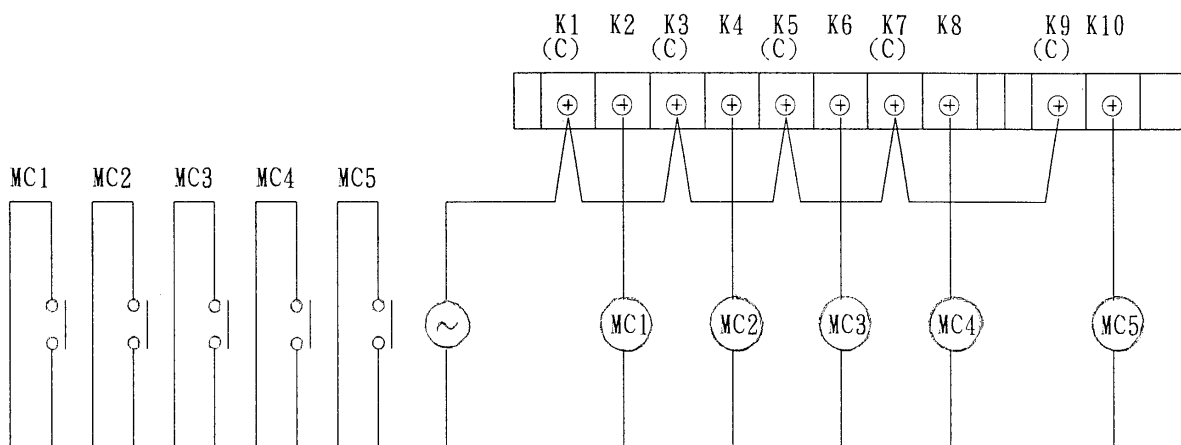 K1 K2 K3 K4 K5 K6 K7 K8 K9 K10
(C) (C) (C) (C) (C)
MC1 MC2 MC3 MC4 MC5
MC1 MC2 MC3 MC4 MC5